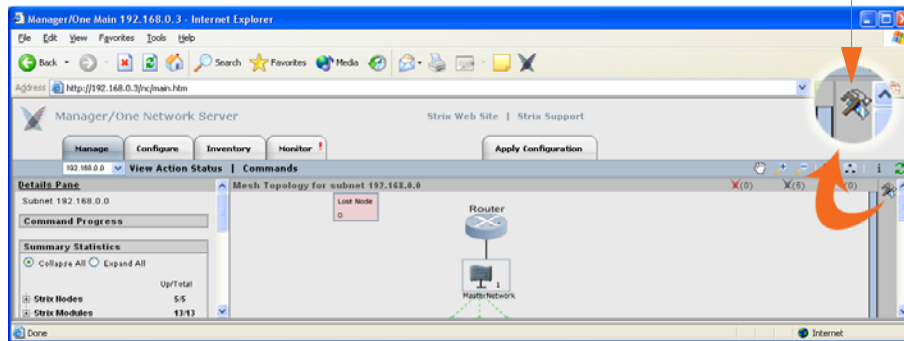 Manager/One Main 192.168.0.3 - Internet Explorer
File Edit View Favorites Tools Help
Back Search Favorites Media
Address http://192.168.0.3/nc/main.htm
Manager/One Network Server Strix Web Site | Strix Support
Manage Configure Inventory Monitor ! Apply Configuration
192.168.0.0 View Action Status | Commands i
Details Pane Mesh Topology for subnet 192.168.0.0 (0) (5) (0)
Subnet 192.168.0.0 Lost Node
0
Router
Command Progress
Summary Statistics
Collapse All Expand All
1
Up/Total MasterNetwork
Strix Nodes 5/5
Strix Modules 13/13
Done Internet